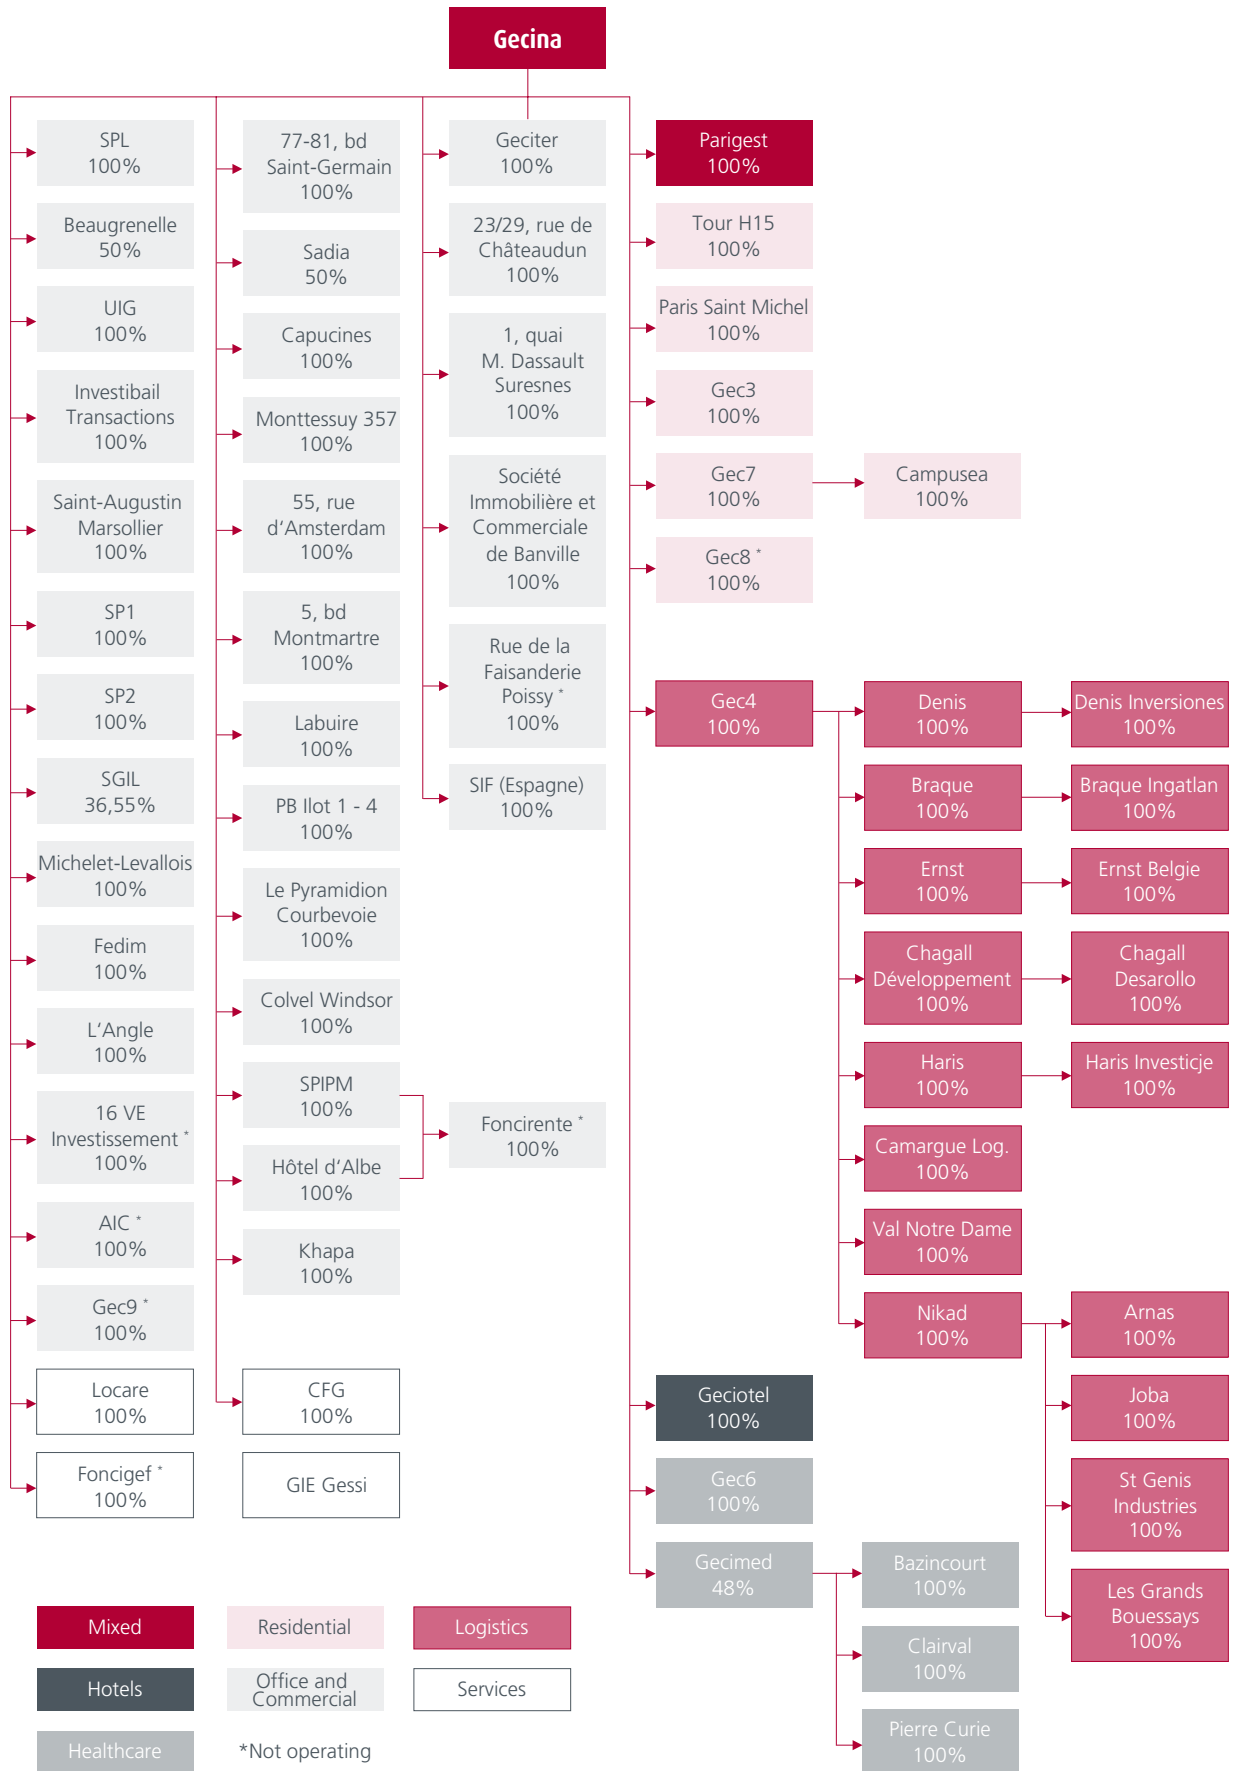 Gecina
SPL
100%
Beaugrenelle
50%
UIG
100%
Investibail
Transactions
100%
Saint-Augustin
Marsollier
100%
SP1
100%
SP2
100%
SGIL
36,55%
Michelet-Levallois
100%
Fedim
100%
L‘Angle
100%
16 VE
Investissement *
100%
AIC *
100%
Gec9 *
100%
Locare
100%
Foncigef *
100%
77-81, bd
Saint-Germain
100%
Sadia
50%
Capucines
100%
Monttessuy 357
100%
55, rue
d‘Amsterdam
100%
5, bd
Montmartre
100%
Labuire
100%
PB Ilot 1 - 4
100%
Le Pyramidion
Courbevoie
100%
Colvel Windsor
100%
SPIPM
100%
Hôtel d‘Albe
100%
Khapa
100%
CFG
100%
GIE Gessi
Geciter
100%
23/29, rue de
Châteaudun
100%
1, quai
M. Dassault
Suresnes
100%
Société
Immobilière et
Commerciale
de Banville
100%
Rue de la
Faisanderie
Poissy *
100%
SIF (Espagne)
100%
Foncirente *
100%
Parigest
100%
Tour H15
100%
Paris Saint Michel
100%
Gec3
100%
Gec7
100%
Campusea
100%
Gec8 *
100%
Gec4
100%
Denis
100%
Denis Inversiones
100%
Braque
100%
Braque Ingatlan
100%
Ernst
100%
Ernst Belgie
100%
Chagall
Développement
100%
Chagall
Desarollo
100%
Haris
100%
Haris Investicje
100%
Camargue Log.
100%
Val Notre Dame
100%
Nikad
100%
Arnas
100%
Joba
100%
St Genis
Industries
100%
Les Grands
Bouessays
100%
Geciotel
100%
Gec6
100%
Gecimed
48%
Bazincourt
100%
Clairval
100%
Pierre Curie
100%
Mixed
Residential
Logistics
Hotels
Office and
Commercial
Services
Healthcare
*Not operating